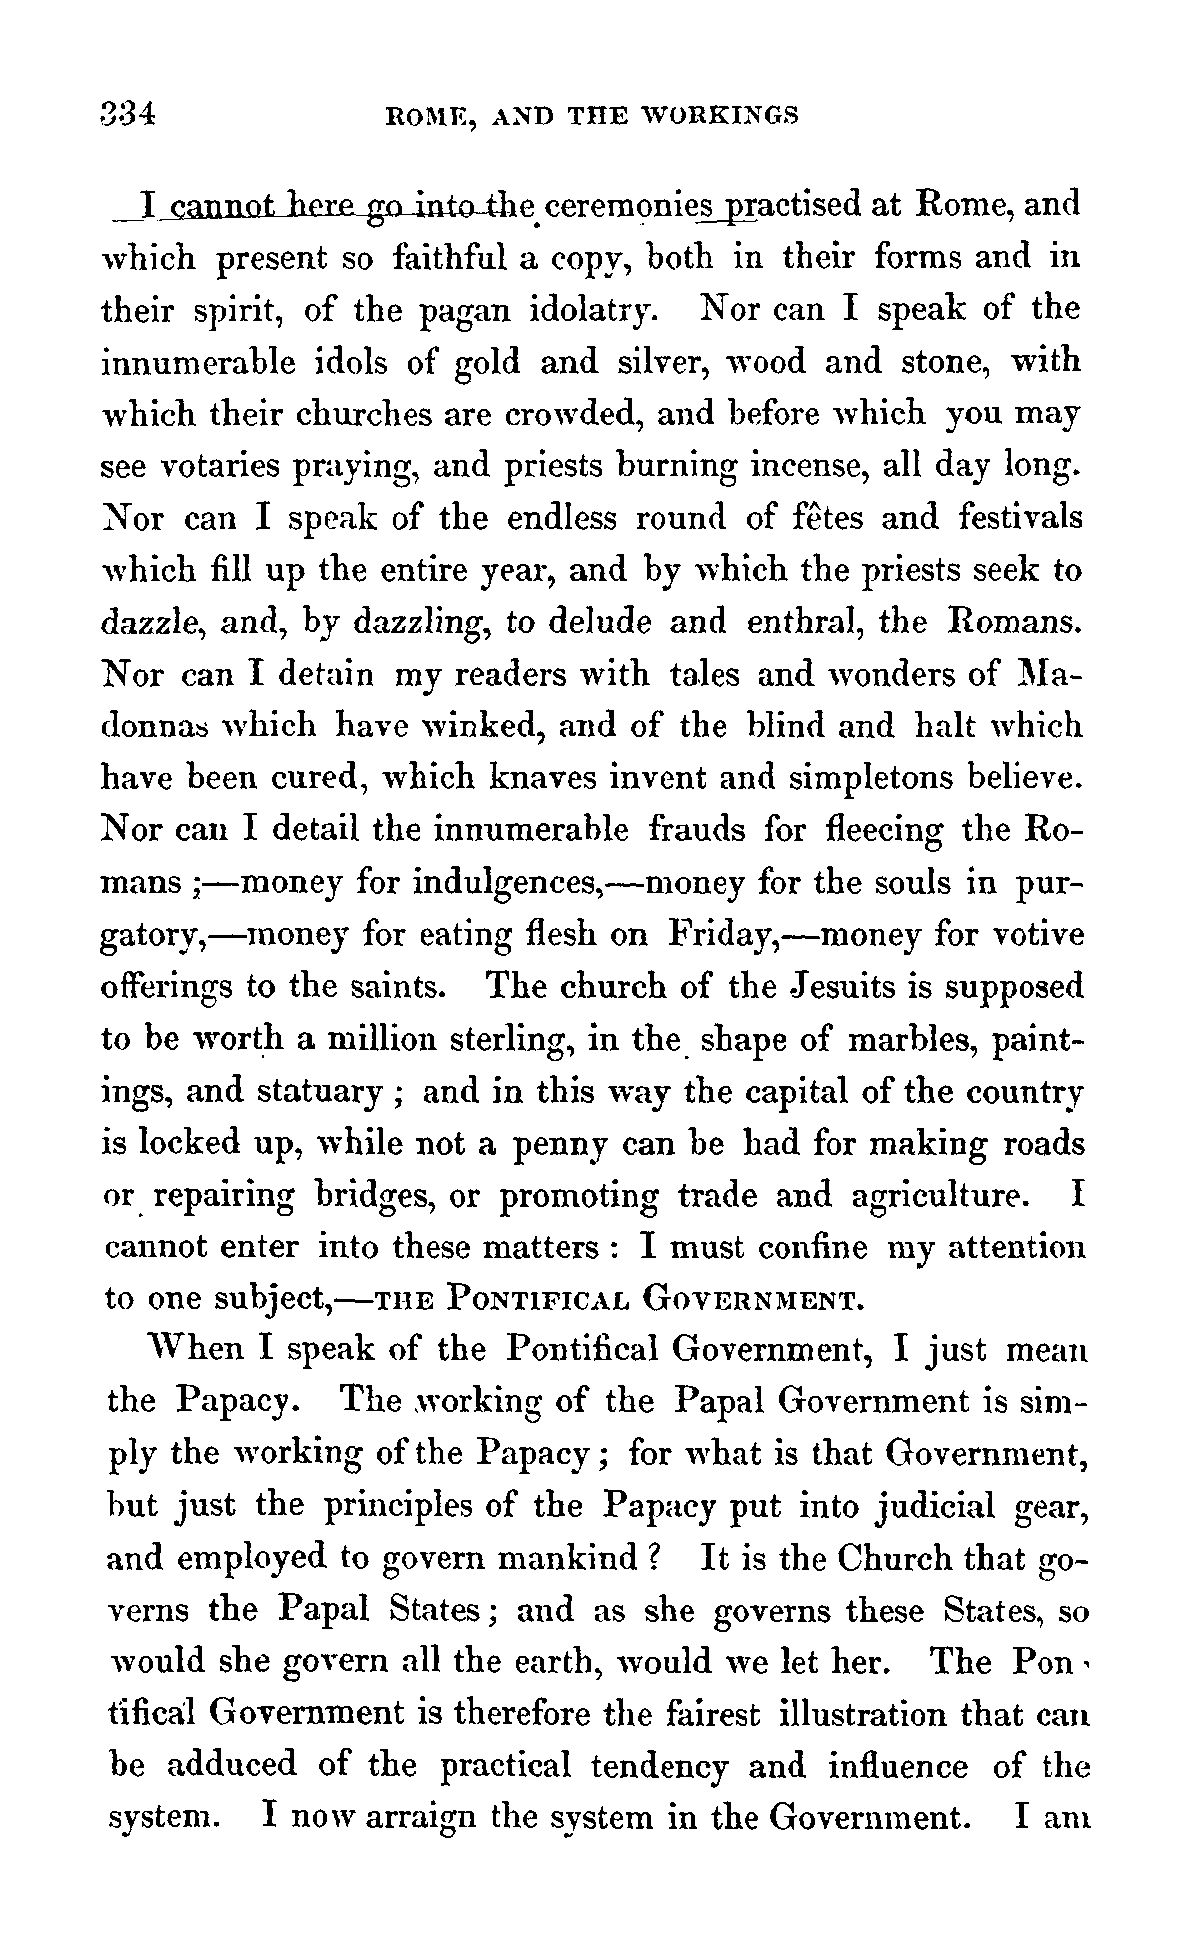 334 ROME, AND THE WORKINGS
I cannot here go into the ceremonies practised at Rome, and
which present so faithful a copy, both in their forms and in
their spirit, of the pagan idolatry. Nor can I speak of the
innumerable idols of gold and silver, wood and stone, with
which their churches are crowded, and before which you may
see votaries praying, and priests burning incense, all day long.
Nor can I speak of the endless round of fêtes and festivals
which fill up the entire year, and by which the priests seek to
dazzle, and, by dazzling, to delude and enthral, the Romans.
Nor can I detain my readers with tales and wonders of Ma-
donnas which have winked, and of the blind and halt which
have been cured, which knaves invent and simpletons believe.
Nor can I detail the innumerable frauds for fleecing the Ro-
mans ;—money for indulgences,—money for the souls in pur-
gatory,—money for eating flesh on Friday,—money for votive
offerings to the saints. The church of the Jesuits is supposed
to be worth a million sterling, in the shape of marbles, paint-
ings, and statuary ; and in this way the capital of the country
is locked up, while not a penny can be had for making roads
or repairing bridges, or promoting trade and agriculture. I
cannot enter into these matters : I must confine my attention
to one subject,—THE PONTIFICAL GOVERNMENT.
When I speak of the Pontifical Government, I just mean
the Papacy. The working of the Papal Government is sim-
ply the working of the Papacy ; for what is that Government,
but just the principles of the Papacy put into judicial gear,
and employed to govern mankind ? It is the Church that go-
verns the Papal States ; and as she governs these States, so
would she govern all the earth, would we let her. The Pon-
tifical Government is therefore the fairest illustration that can
be adduced of the practical tendency and influence of the
system. I now arraign the system in the Government. I am